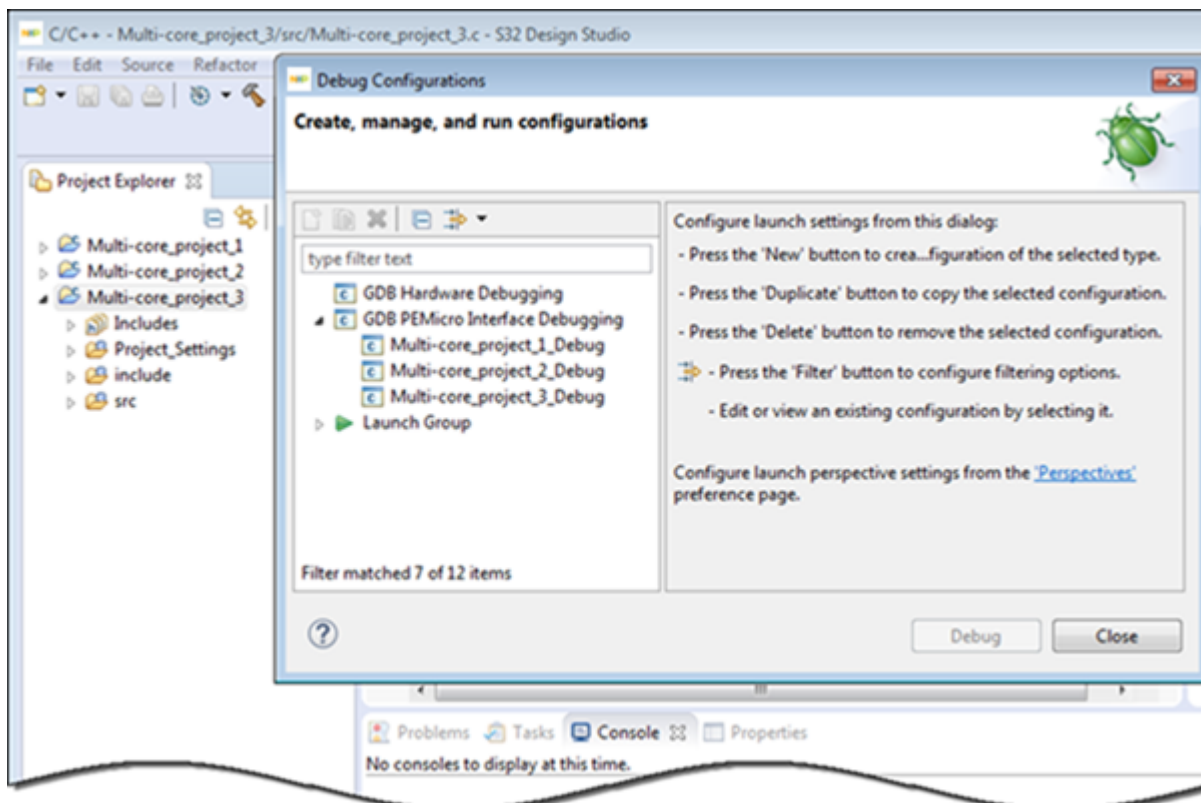 C/C++ - Multi-core_project_3/src/Multi-core_project_3.c - S32 Design Studio
File Edit Source Refactor
Project Explorer
Multi-core_project_1
Multi-core_project_2
Multi-core_project_3
Includes
Project_Settings
include
src
Debug Configurations
Create, manage, and run configurations
type filter text
GDB Hardware Debugging
GDB PEMicro Interface Debugging
Multi-core_project_1_Debug
Multi-core_project_2_Debug
Multi-core_project_3_Debug
Launch Group
Filter matched 7 of 12 items
Configure launch settings from this dialog:
- Press the 'New' button to crea...figuration of the selected type.
- Press the 'Duplicate' button to copy the selected configuration.
- Press the 'Delete' button to remove the selected configuration.
- Press the 'Filter' button to configure filtering options.
- Edit or view an existing configuration by selecting it.
Configure launch perspective settings from the 'Perspectives'
preference page.
?
Debug
Close
Problems Tasks Console Properties
No consoles to display at this time.